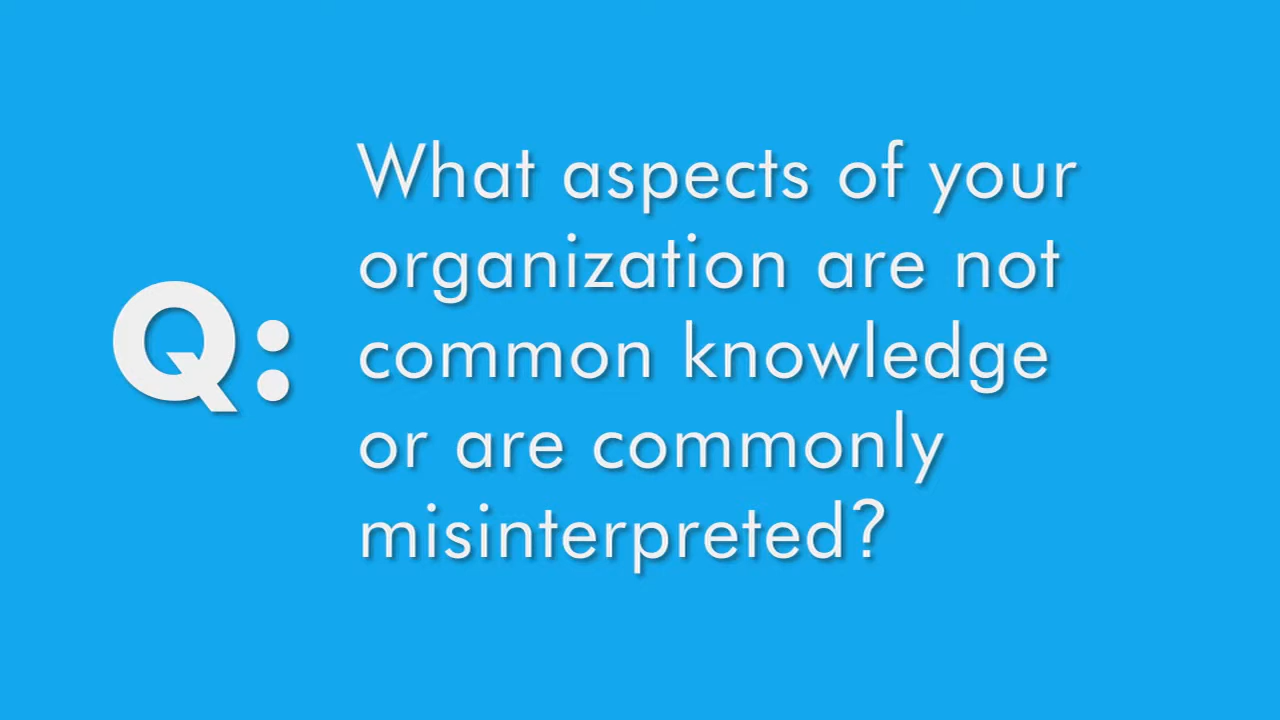 Q:
What aspects of your
organization are not
common knowledge
or are commonly
misinterpreted?